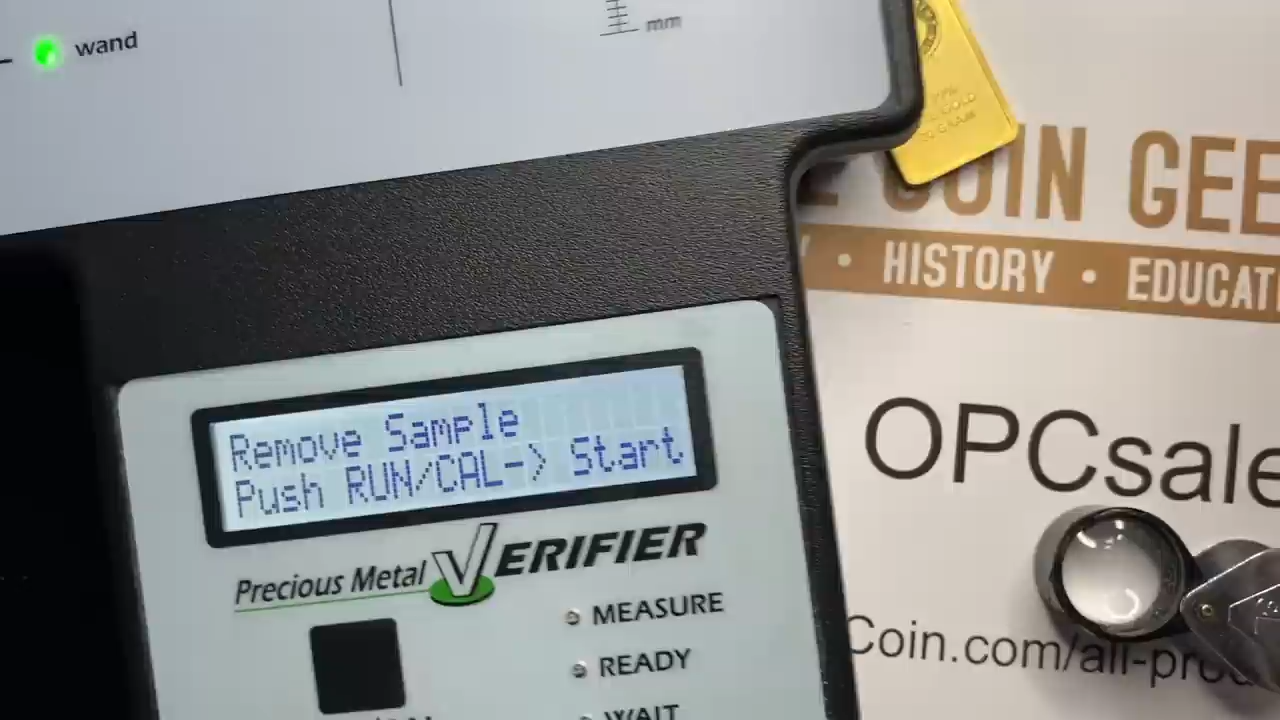 wand
mm
COIN GEE
• HISTORY • EDUCATI
Remove Sample
Push RUN/CAL-> Start
Precious Metal VERIFIER
MEASURE
READY
WAIT
OPCsale
Coin.com/all-pro